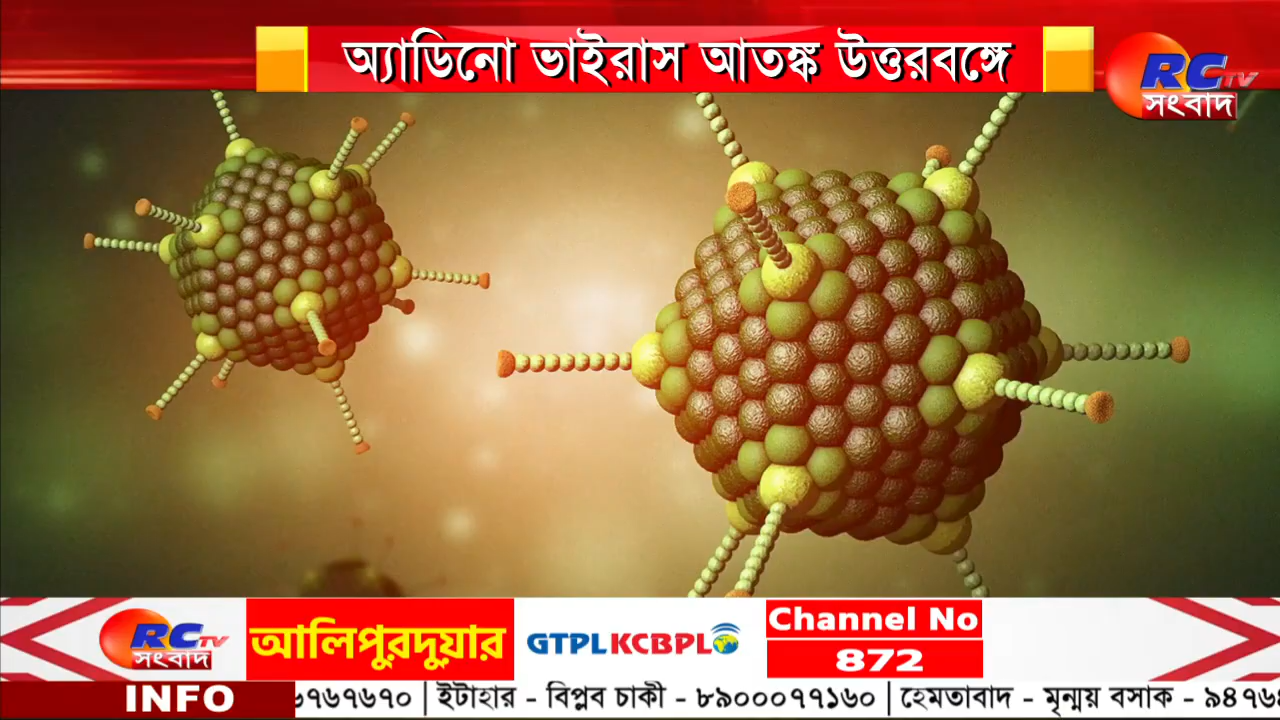 অ্যাডিনো ভাইরাস আতঙ্ক উত্তরবঙ্গে
RC TV
সংবাদ
RC TV
সংবাদ
আলিপুরদুয়ার
GTPL KCBPL
Channel No
872
INFO
৬৭৬৭৬৭০ | ইটাহার - বিপ্লব চাকী - ৮৯০০০৭৭১৬০ | হেমতাবাদ - মৃন্ময় বসাক - ৯৪৭৬